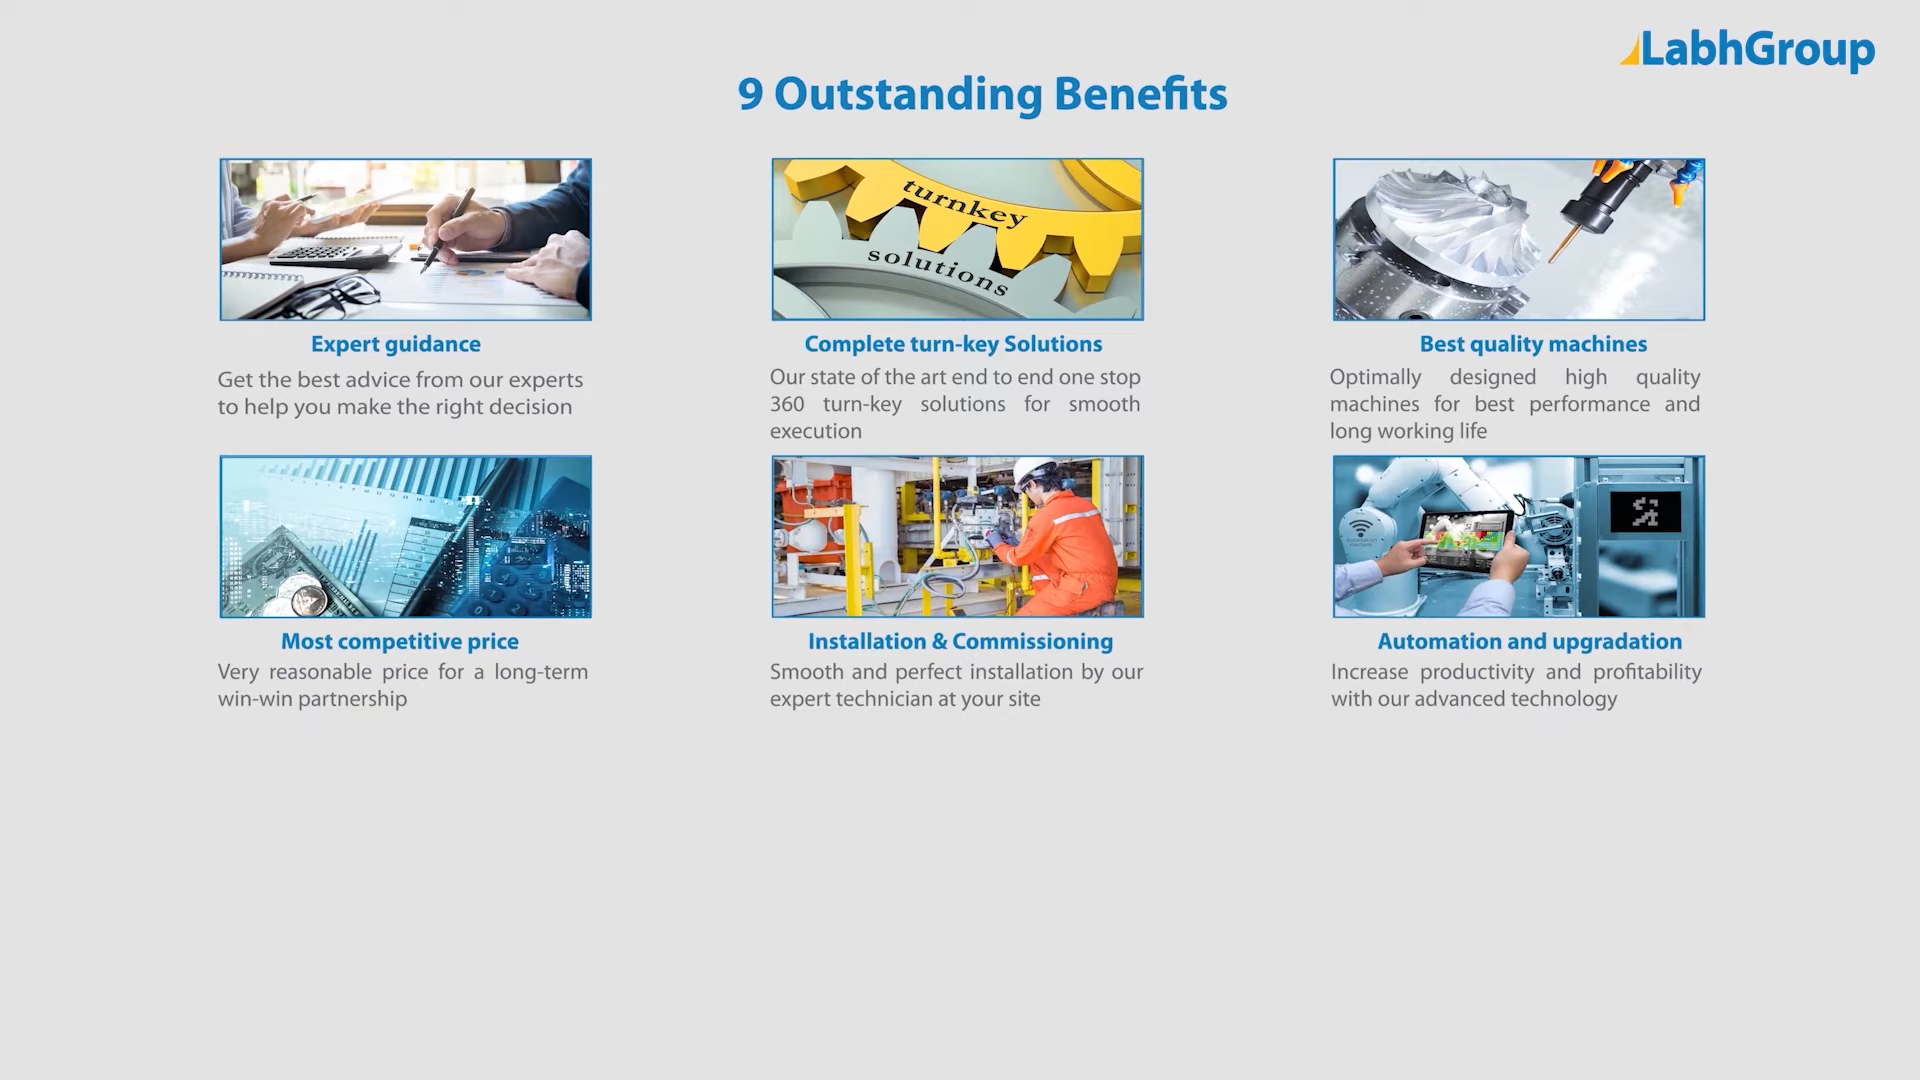 LabhGroup
9 Outstanding Benefits
turnkey
solutions
Expert guidance
Get the best advice from our experts
to help you make the right decision
Complete turn-key Solutions
Our state of the art end to end one stop
360 turn-key solutions for smooth
execution
Best quality machines
Optimally designed high quality
machines for best performance and
long working life
Most competitive price
Very reasonable price for a long-term
win-win partnership
Installation & Commissioning
Smooth and perfect installation by our
expert technician at your site
Automation and upgradation
Increase productivity and profitability
with our advanced technology